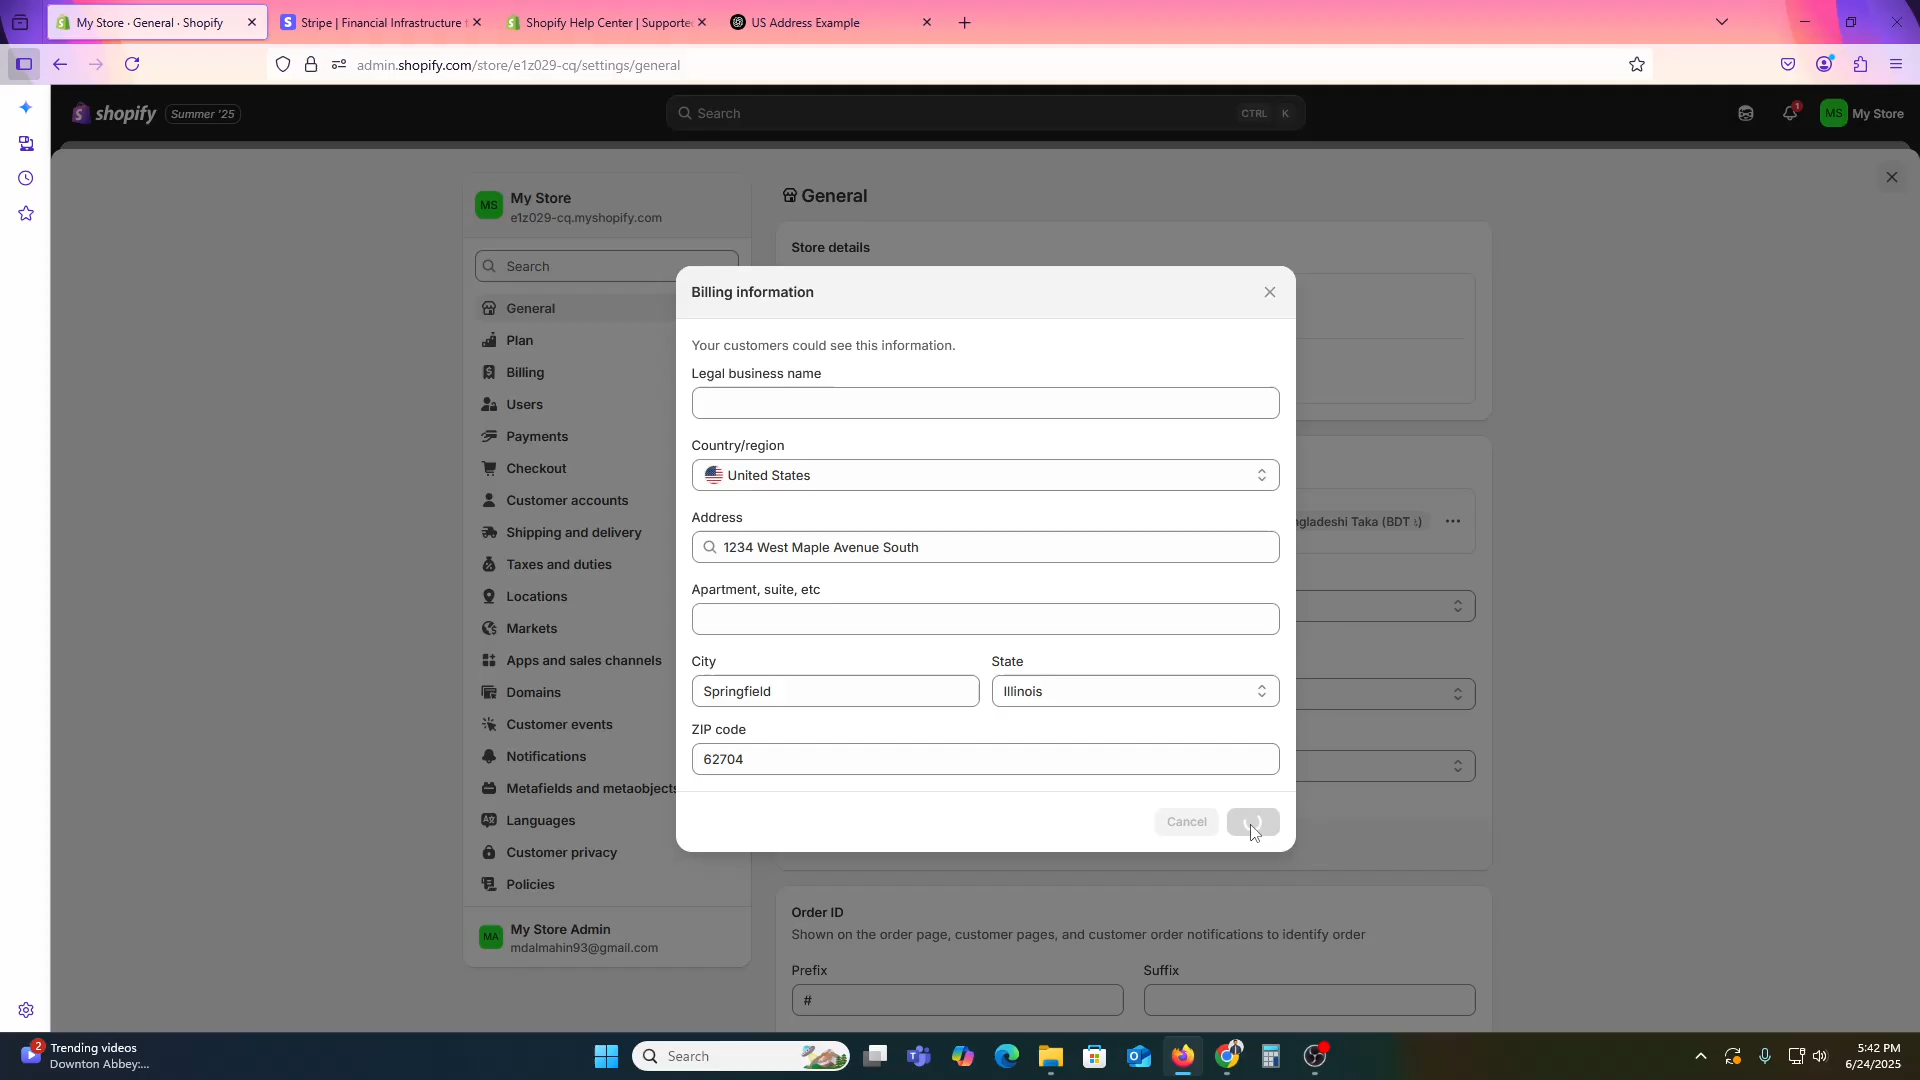 My Store · General · Shopify
Stripe | Financial Infrastructure
Shopify Help Center | Supporte
US Address Example
admin.shopify.com/store/e1z029-cq/settings/general
shopify
Summer '25
Search
CTRL K
1
MS
My Store
MS
My Store
e1z029-cq.myshopify.com
Search
General
Plan
Billing
Users
Payments
Checkout
Customer accounts
Shipping and delivery
Taxes and duties
Locations
Markets
Apps and sales channels
Domains
Customer events
Notifications
Metafields and metaobjects
Languages
Customer privacy
Policies
MA
My Store Admin
mdalmahin93@gmail.com
General
Store details
Billing information
Your customers could see this information.
Legal business name
Country/region
United States
Address
1234 West Maple Avenue South
Apartment, suite, etc
City
State
Springfield
Illinois
ZIP code
62704
Cancel
ngladeshi Taka (BDT ৳)
Order ID
Shown on the order page, customer pages, and customer order notifications to identify order
Prefix
Suffix
#
2
Trending videos
Downton Abbey:...
Search
5:42 PM
6/24/2025